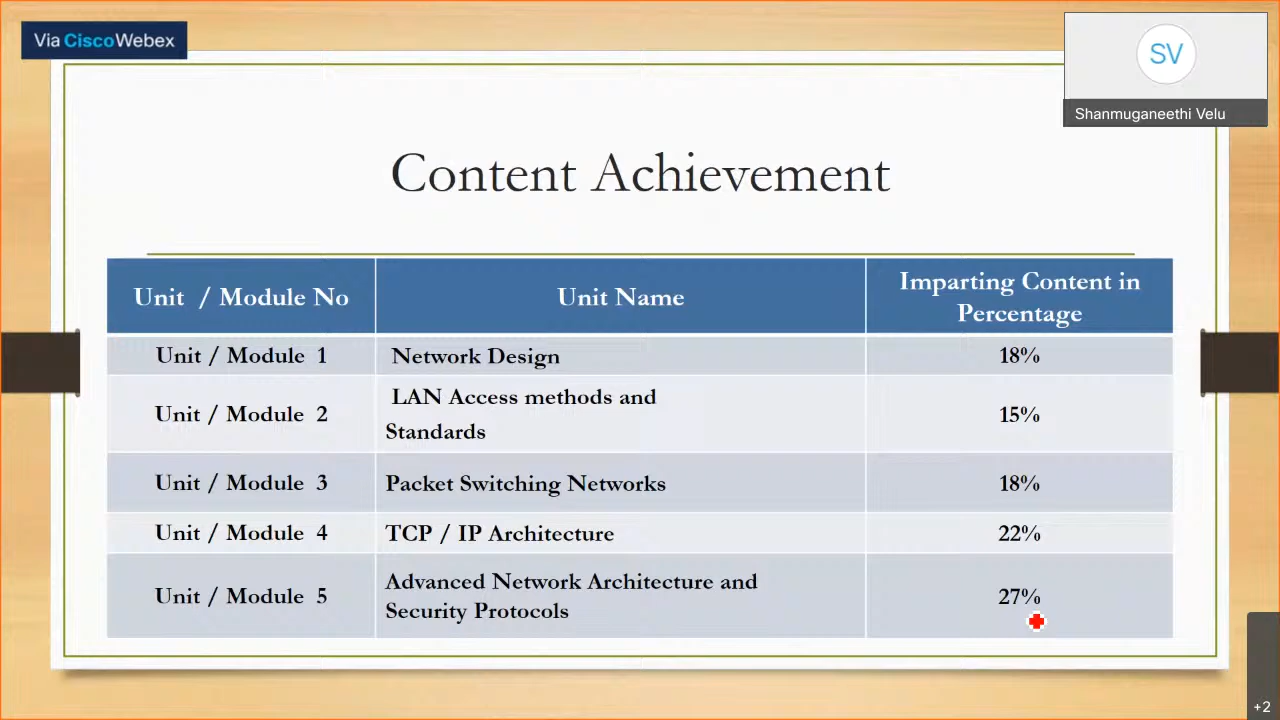 Via CiscoWebex
SV
Shanmuganeethi Velu
Content Achievement
Unit / Module No
Unit Name
Imparting Content in
Percentage
Unit / Module 1
Network Design
18%
Unit / Module 2
LAN Access methods and
Standards
15%
Unit / Module 3
Packet Switching Networks
18%
Unit / Module 4
TCP / IP Architecture
22%
Unit / Module 5
Advanced Network Architecture and
Security Protocols
27%
+2